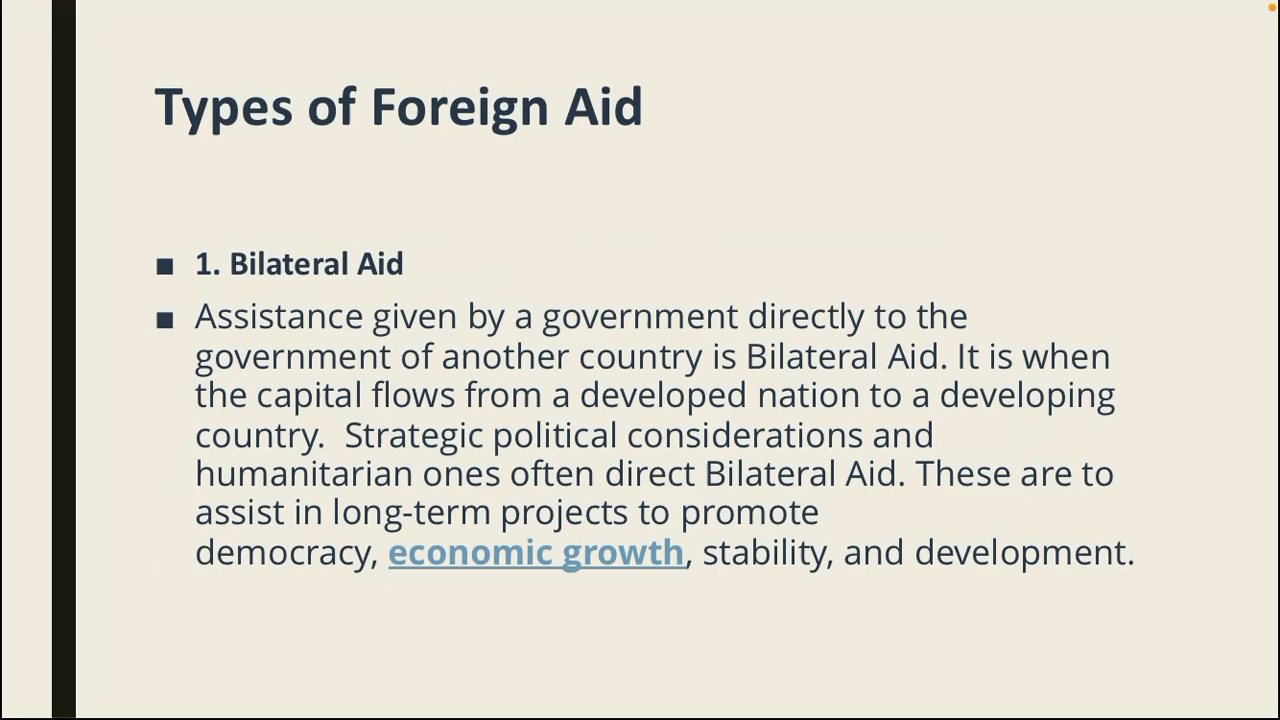 Types of Foreign Aid
■ 1. Bilateral Aid
■ Assistance given by a government directly to the
government of another country is Bilateral Aid. It is when
the capital flows from a developed nation to a developing
country.  Strategic political considerations and
humanitarian ones often direct Bilateral Aid. These are to
assist in long-term projects to promote
democracy, economic growth, stability, and development.